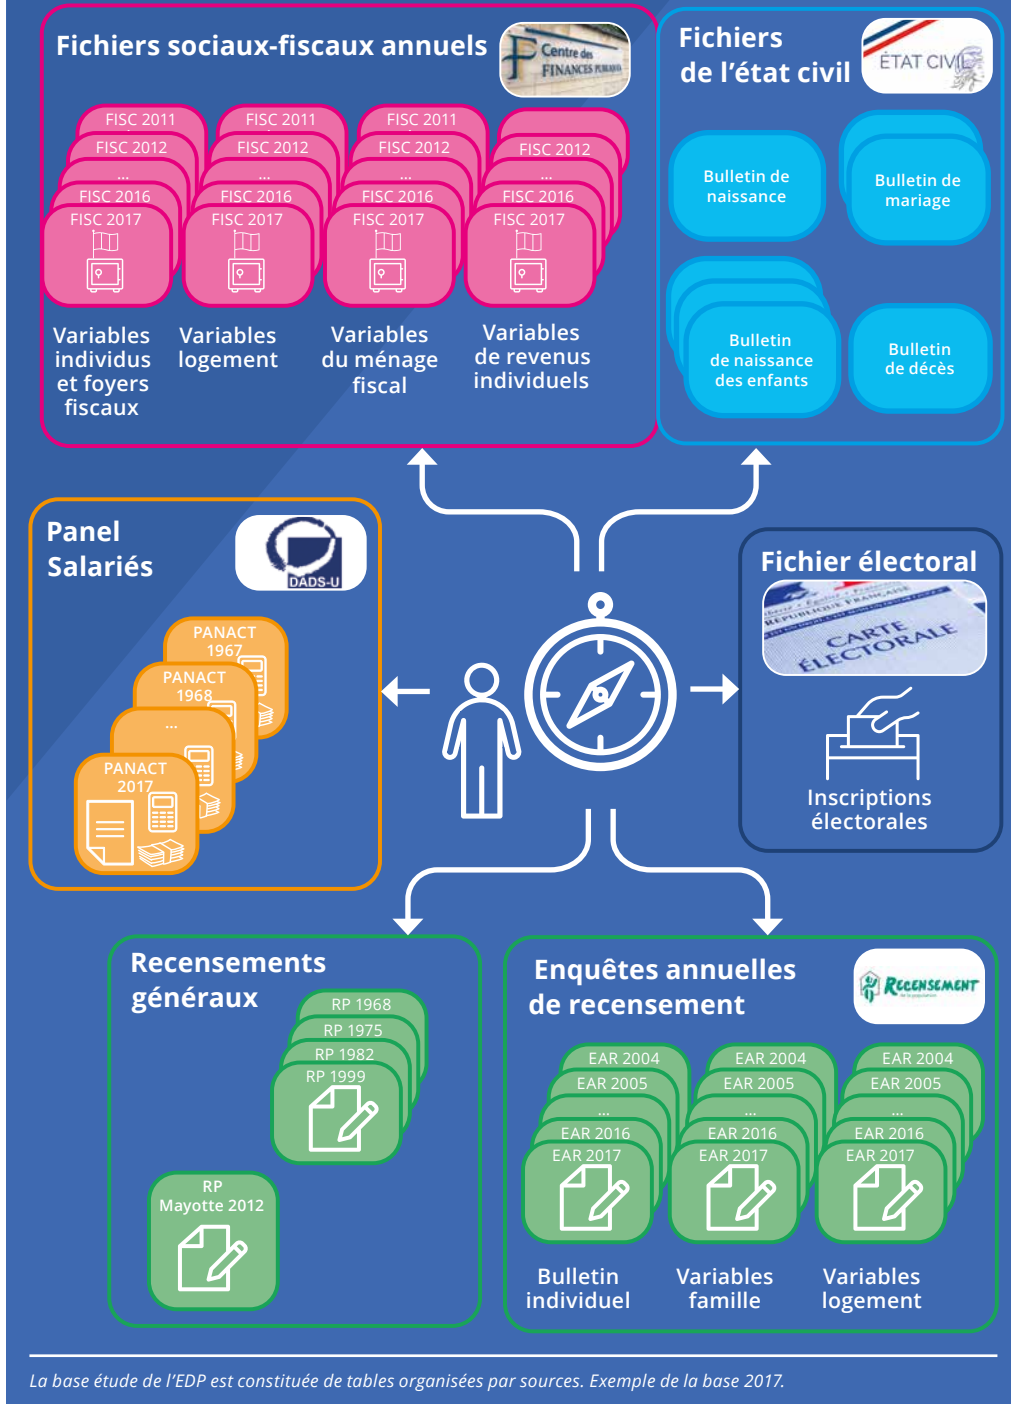 Fichiers sociaux-fiscaux annuels
Centre des
FINANCES PUBLIQUES
FISC 2011
FISC 2012
...
FISC 2016
FISC 2017
Variables
individus
et foyers
fiscaux
FISC 2011
FISC 2012
...
FISC 2016
FISC 2017
Variables
logement
FISC 2011
FISC 2012
...
FISC 2016
FISC 2017
Variables
du ménage
fiscal
FISC 2012
...
FISC 2016
FISC 2017
Variables
de revenus
individuels
Fichiers
de l'état civil
ÉTAT CIVIL
Bulletin de
naissance
Bulletin de
mariage
Bulletin
de naissance
des enfants
Bulletin
de décès
Panel
Salariés
DADS-U
PANACT
1967
PANACT
1968
...
PANACT
2017
Fichier électoral
RÉPUBLIQUE FRANÇAISE
CARTE
ÉLECTORALE
Inscriptions
électorales
Recensements
généraux
RP 1968
RP 1975
RP 1982
RP 1999
RP
Mayotte 2012
Enquêtes annuelles
de recensement
RECENSEMENT
de la population
EAR 2004
EAR 2005
...
EAR 2016
EAR 2017
Bulletin
individuel
EAR 2004
EAR 2005
...
EAR 2016
EAR 2017
Variables
famille
EAR 2004
EAR 2005
...
EAR 2016
EAR 2017
Variables
logement
La base étude de l'EDP est constituée de tables organisées par sources. Exemple de la base 2017.